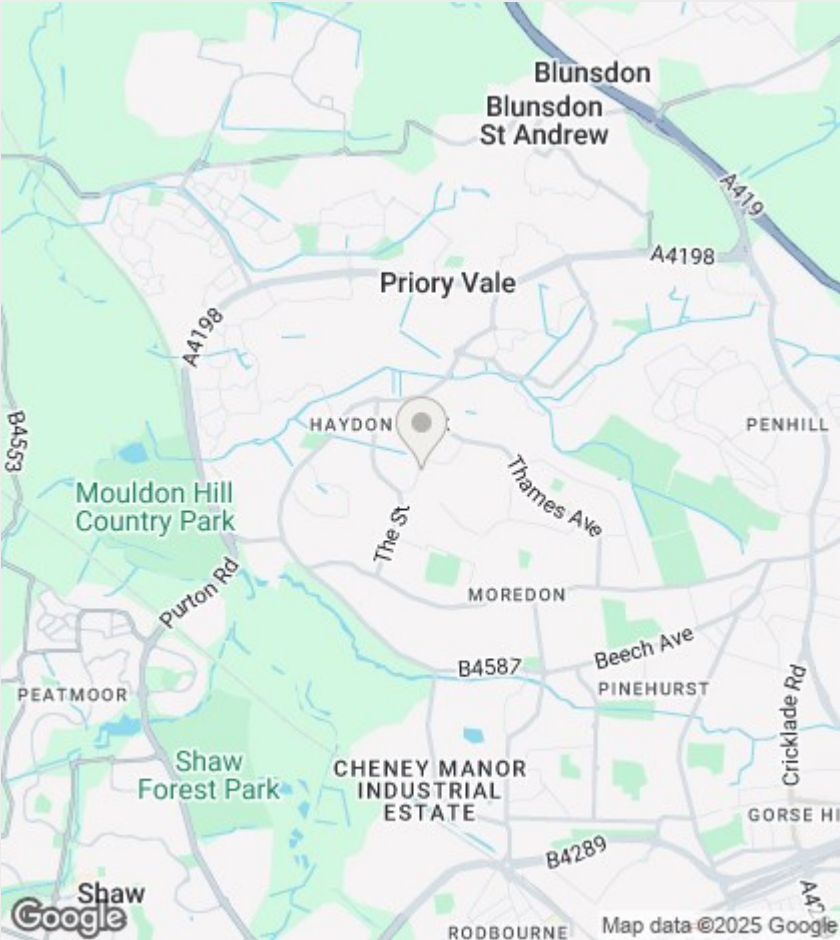 Blunsdon
Blunsdon
St Andrew
A419
A4198
Priory Vale
A4198
B4553
HAYDON
PENHILL
Mouldon Hill
Country Park
Thames Ave
The St
Purton Rd
MOREDON
Beech Ave
B4587
PEATMOOR
PINEHURST
Cricklade Rd
Shaw
Forest Park
CHENEY MANOR
INDUSTRIAL
ESTATE
GORSE HI
B4289
Shaw
Google
RODBOURNE
Map data ©2025 Google